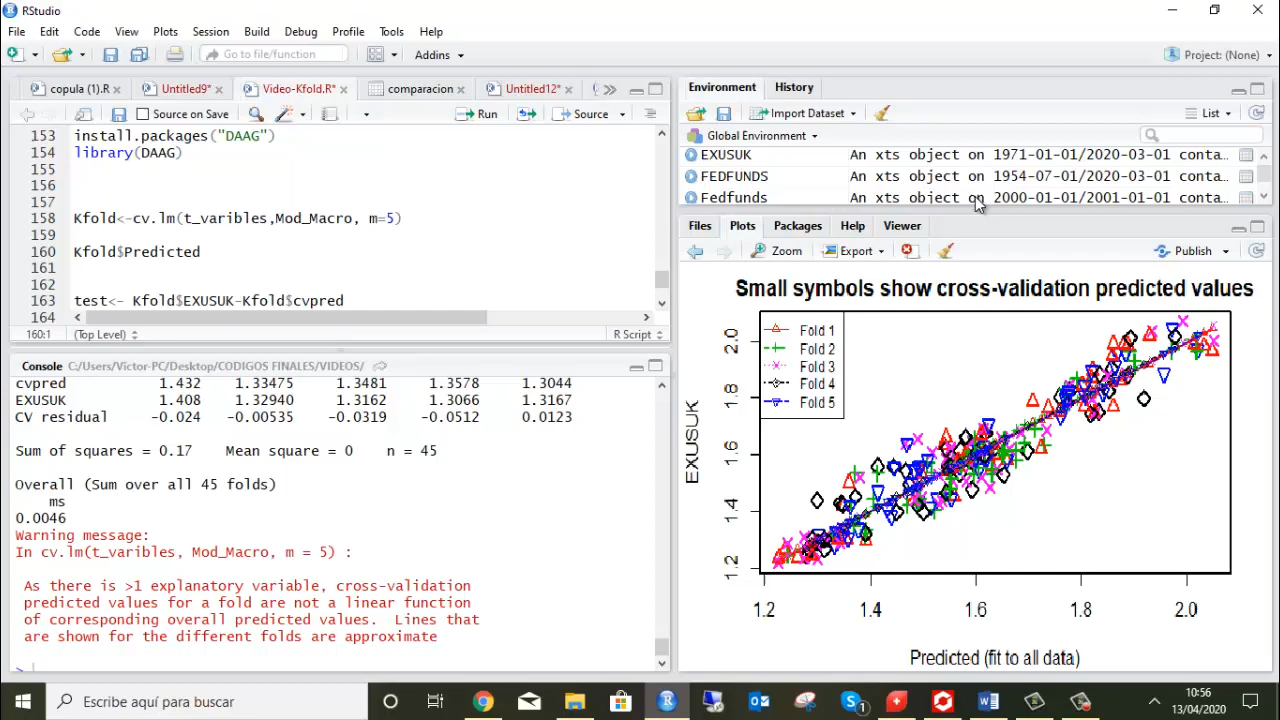 RStudio
File Edit Code View Plots Session Build Debug Profile Tools Help
Go to file/function Addins Project: (None)
copula (1).R Untitled9* Video-Kfold.R* comparacion Untitled12*
Source on Save Run Source
153 install.packages("DAAG")
154 library(DAAG)
155
156
157
158 Kfold<-cv.lm(t_varibles,Mod_Macro, m=5)
159
160 Kfold$Predicted
161
162
163 test<- Kfold$EXUSUK-Kfold$cvpred
164
160:1 (Top Level) R Script
Console C:/Users/Victor-PC/Desktop/CODIGOS FINALES/VIDEOS/
cvpred 1.432 1.33475 1.3481 1.3578 1.3044
EXUSUK 1.408 1.32940 1.3162 1.3066 1.3167
CV residual -0.024 -0.00535 -0.0319 -0.0512 0.0123
Sum of squares = 0.17 Mean square = 0 n = 45
Overall (Sum over all 45 folds)
ms
0.0046
Warning message:
In cv.lm(t_varibles, Mod_Macro, m = 5) :
As there is >1 explanatory variable, cross-validation
predicted values for a fold are not a linear function
of corresponding overall predicted values. Lines that
are shown for the different folds are approximate
>
Environment History
Import Dataset List
Global Environment
EXUSUK An xts object on 1971-01-01/2020-03-01 conta...
FEDFUNDS An xts object on 1954-07-01/2020-03-01 conta...
Fedfunds An xts object on 2000-01-01/2001-01-01 conta...
Files Plots Packages Help Viewer
Zoom Export Publish
Small symbols show cross-validation predicted values
Fold 1
Fold 2
Fold 3
Fold 4
Fold 5
EXUSUK
2.0
1.8
1.6
1.4
1.2
1.2 1.4 1.6 1.8 2.0
Predicted (fit to all data)
Escribe aquí para buscar
10:56
13/04/2020